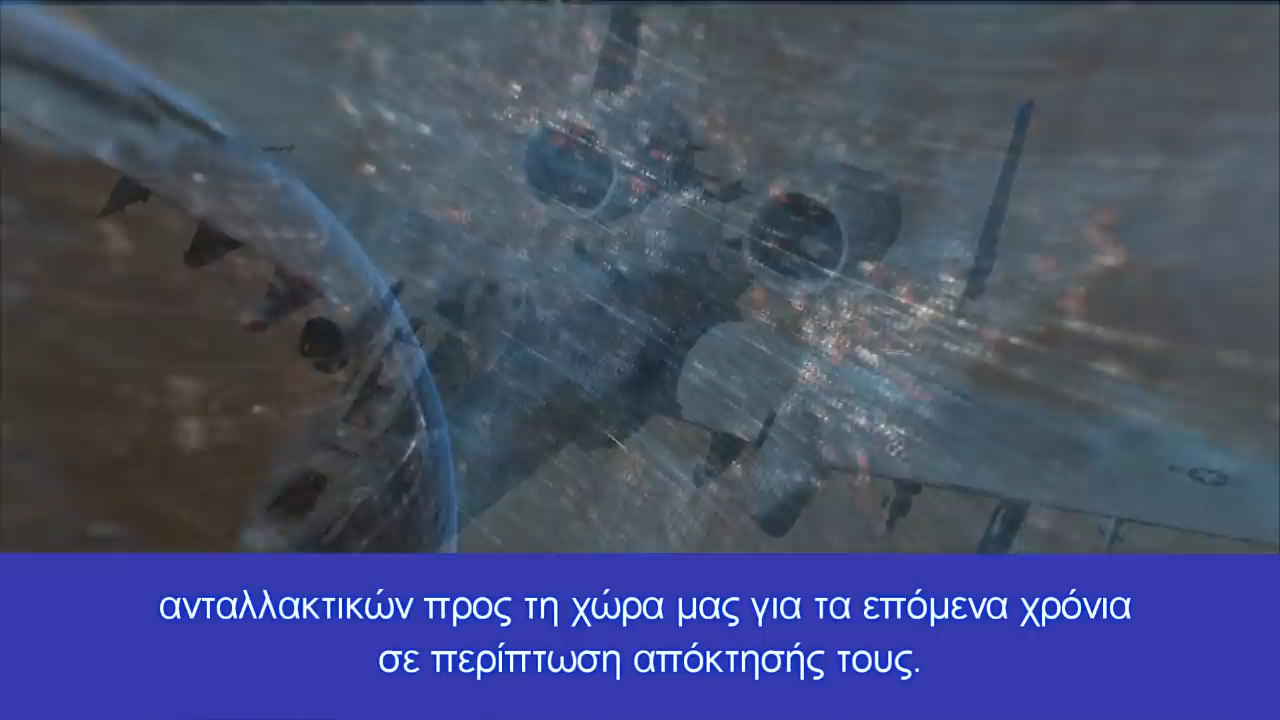 ανταλλακτικών προς τη χώρα μας για τα επόμενα χρόνια
σε περίπτωση απόκτησής τους.